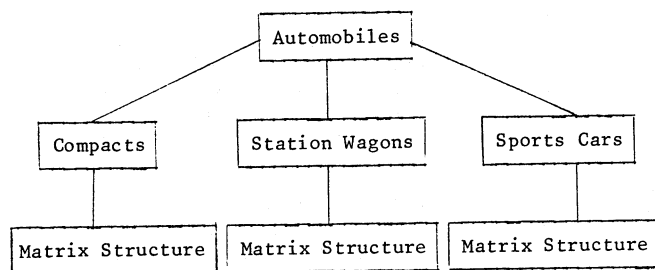 Automobiles
Compacts
Station Wagons
Sports Cars
Matrix Structure
Matrix Structure
Matrix Structure